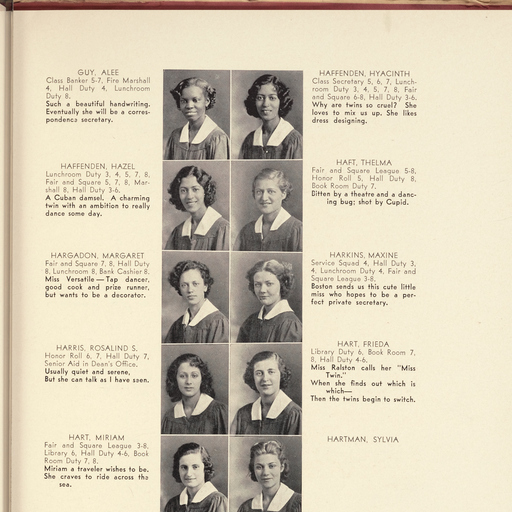 GUY, ALEE
Class Banker 5-7, Fire Marshall
4, Hall Duty 4, Lunchroom
Duty 8.
Such a beautiful handwriting.
Eventually she will be a corres-
pondence secretary.
HAFFENDEN, HYACINTH
Class Secretary 5, 6, 7, Lunch-
room Duty 3, 4, 5, 7, 8, Fair
and Square 6-8, Hall Duty 3-6.
Why are twins so cruel? She
loves to mix us up. She likes
dress designing.
HAFFENDEN, HAZEL
Lunchroom Duty 3, 4, 5, 7, 8,
Fair and Square 5, 7, 8, Mar-
shall 8, Hall Duty 3-6.
A Cuban damsel. A charming
twin with an ambition to really
dance some day.
HAFT, THELMA
Fair and Square League 5-8,
Honor Roll 5, Hall Duty 8,
Book Room Duty 7.
Bitten by a theatre and a danc-
ing bug; shot by Cupid.
HARGADON, MARGARET
Fair and Square 7, 8, Hall Duty
8, Lunchroom 8, Bank Cashier 8.
Miss Versatile—Tap dancer,
good cook and prize runner,
but wants to be a decorator.
HARKINS, MAXINE
Service Squad 4, Hall Duty 3,
4, Lunchroom Duty 4, Fair and
Square League 3-8.
Boston sends us this cute little
miss who hopes to be a per-
fect private secretary.
HARRIS, ROSALIND S.
Honor Roll 6, 7, Hall Duty 7,
Senior Aid in Dean's Office.
Usually quiet and serene,
But she can talk as I have seen.
HART, FRIEDA
Library Duty 6, Book Room 7,
8, Hall Duty 4-6.
Miss Ralston calls her "Miss
Twin."
When she finds out which is
which—
Then the twins begin to switch.
HART, MIRIAM
Fair and Square League 3-8,
Library 6, Hall Duty 4-6, Book
Room Duty 7, 8.
Miriam a traveler wishes to be.
She craves to ride across the
sea.
HARTMAN, SYLVIA